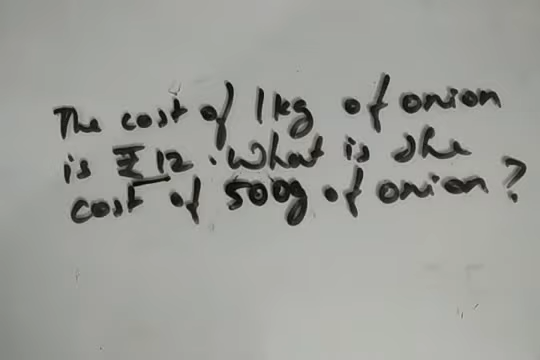 The cost of 1kg of onion
is ₹12. What is the
cost of 500g of onion?